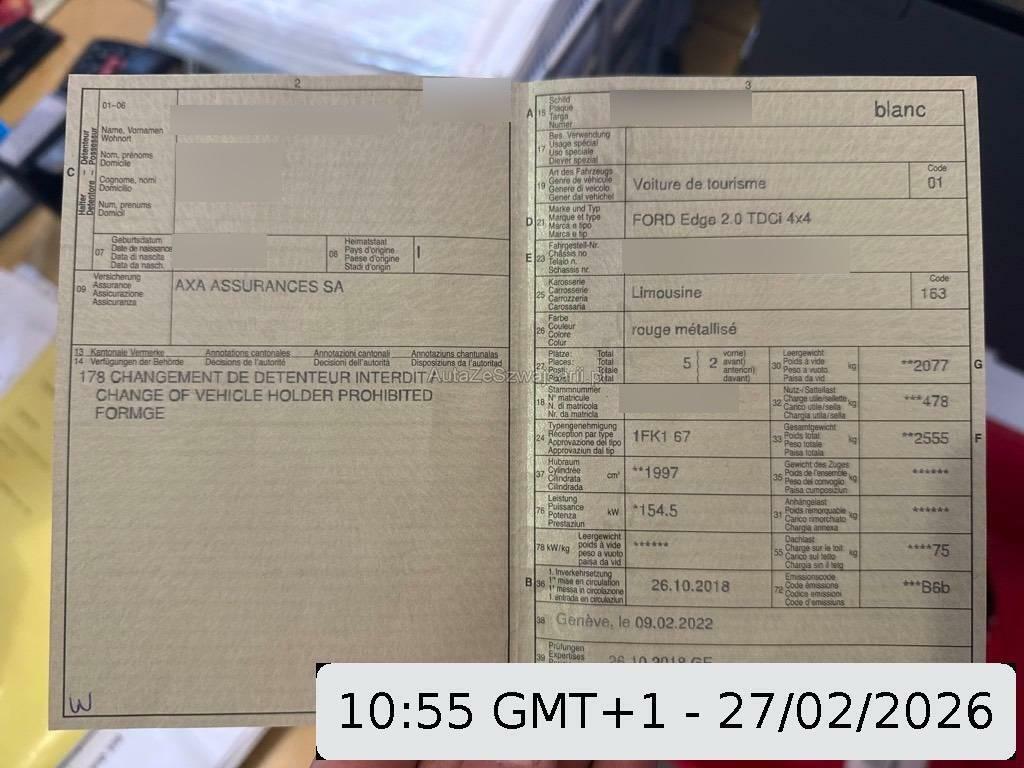 2
01-06
Halter - Détenteur
Detentore - Possessur
C
Name, Vornamen
Wohnort
Nom, prénoms
Domicile
Cognome, nomi
Domicilio
Num, prenums
Domicil
07
Geburtsdatum
Date de naissance
Data di nascita
Data da nasch.
08
Heimatstaat
Pays d'origine
Paese d'origine
Stadi d'origin
I
09
Versicherung
Assurance
Assicurazione
Assicuranza
AXA ASSURANCES SA
13 Kantonale Vermerke Annotations cantonales Annotazioni cantonali Annotaziuns chantunalas
14 Verfügungen der Behörde Décisions de l'autorité Decisioni dell'autorità Disposiziuns da l'autoritad
178 CHANGEMENT DE DETENTEUR INTERDIT/
CHANGE OF VEHICLE HOLDER PROHIBITED
FORMGE
AutaZeSzwajcarii.pl
W
3
A 15
Schild
Plaque
Targa
Numer
blanc
17
Bes. Verwendung
Usage spécial
Uso speciale
Diever spezial
19
Art des Fahrzeugs
Genre de véhicule
Genere di veicolo
Gener dal vehichel
Voiture de tourisme
Code
01
D 21
Marke und Typ
Marque et type
Marca e tipo
Marca e tip
FORD Edge 2.0 TDCi 4x4
E 23
Fahrgestell-Nr.
Châssis no
Telaio n.
Schassis nr.
25
Karosserie
Carrosserie
Carrozzeria
Carossaria
Limousine
Code
163
26
Farbe
Couleur
Colore
Colur
rouge métallisé
27
Plätze: Total
Places: Total
Posti: Totale
Plazs: Total
5 { 2
vorne)
avant)
anteriori)
davant)
30
Leergewicht
Poids à vide
Peso a vuoto
Paisa da vid
kg
**2077
G
18
Stammnummer
N° matricule
N. di matricola
Nr. da matricla
32
Nutz-/Sattellast
Charge utile/sellette
Carico utile/sella
Chargia utila/sella
kg
***478
24
Typengenehmigung
Réception par type
Approvazione del tipo
Approvaziun dal tip
1FK1 67
33
Gesamtgewicht
Poids total
Peso totale
Paisa totala
kg
**2555
F
37
Hubraum
Cylindrée
Cilindrata
Cilindrada
cm³
**1997
35
Gewicht des Zuges
Poids de l'ensemble
Peso del convoglio
Paisa cumposiziun
kg
******
76
Leistung
Puissance
Potenza
Prestaziun
kW
*154.5
31
Anhängelast
Poids remorquable
Carico rimorchiato
Chargia annexa
kg
******
78 kW/kg
Leergewicht
poids à vide
peso a vuoto
paisa da vid
******
55
Dachlast
Charge sur le toit
Carico sul tetto
Chargia sin il tetg
kg
****75
B 36
1. Inverkehrsetzung
1re mise en circulation
1a messa in circolazione
1. entrada en circulaziun
26.10.2018
72
Emissionscode
Code émissions
Codice emissioni
Code d'emissiuns
***B6b
38
Genève, le 09.02.2022
39
Prüfungen
Expertises
26.10.2018 GE
10:55 GMT+1 - 27/02/2026